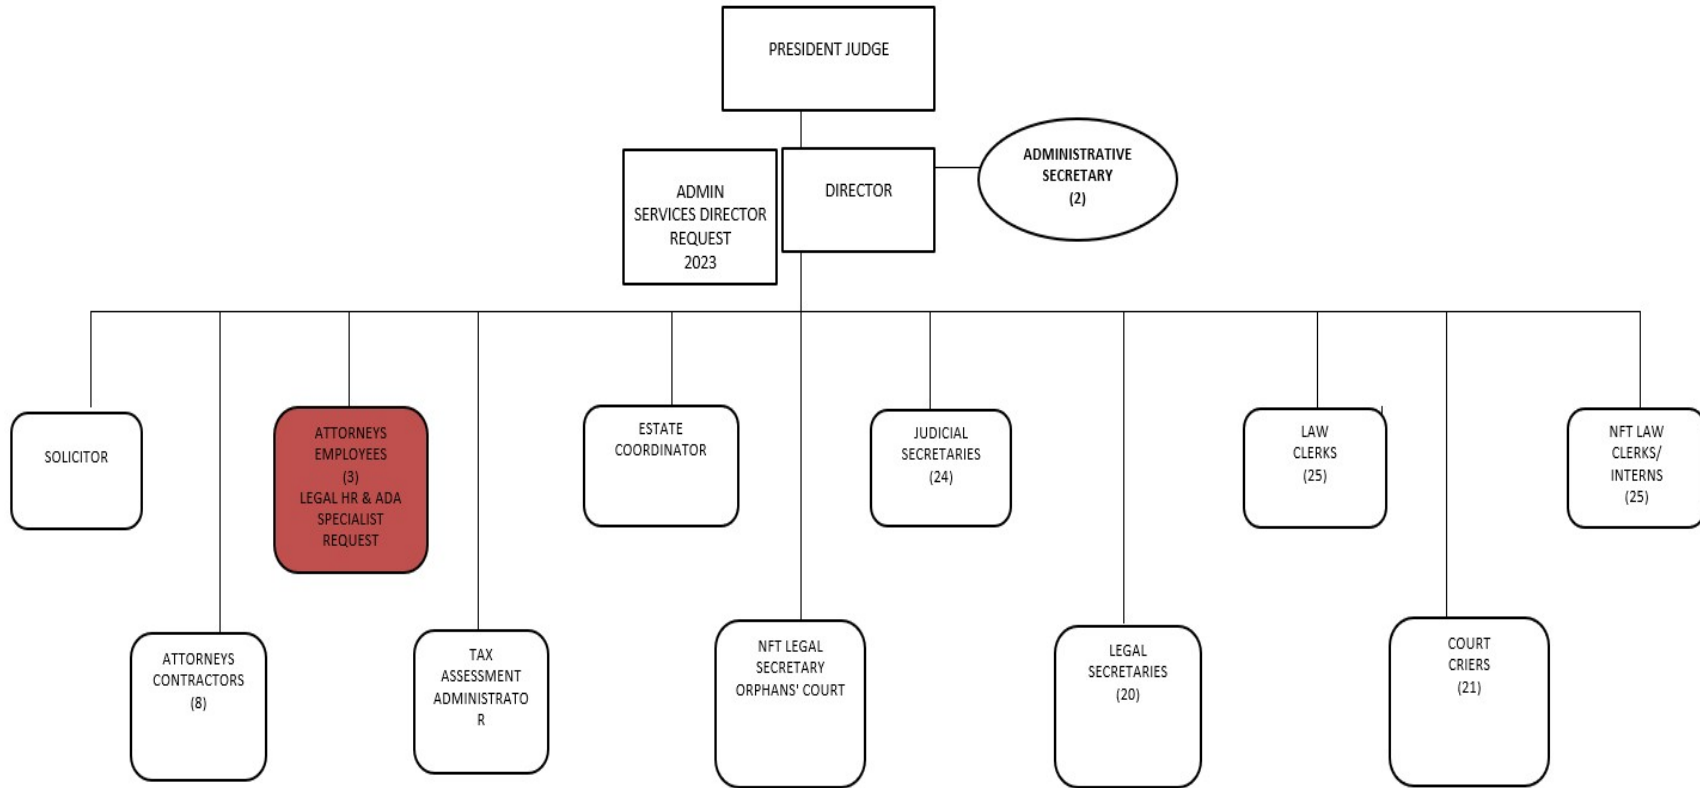 PRESIDENT JUDGE
ADMIN
SERVICES DIRECTOR
REQUEST
2023
DIRECTOR
ADMINISTRATIVE
SECRETARY
(2)
SOLICITOR
ATTORNEYS
EMPLOYEES
(3)
LEGAL HR & ADA
SPECIALIST
REQUEST
ESTATE
COORDINATOR
JUDICIAL
SECRETARIES
(24)
LAW
CLERKS
(25)
NFT LAW
CLERKS/
INTERNS
(25)
ATTORNEYS
CONTRACTORS
(8)
TAX
ASSESSMENT
ADMINISTRATO
R
NFT LEGAL
SECRETARY
ORPHANS' COURT
LEGAL
SECRETARIES
(20)
COURT
CRIERS
(21)